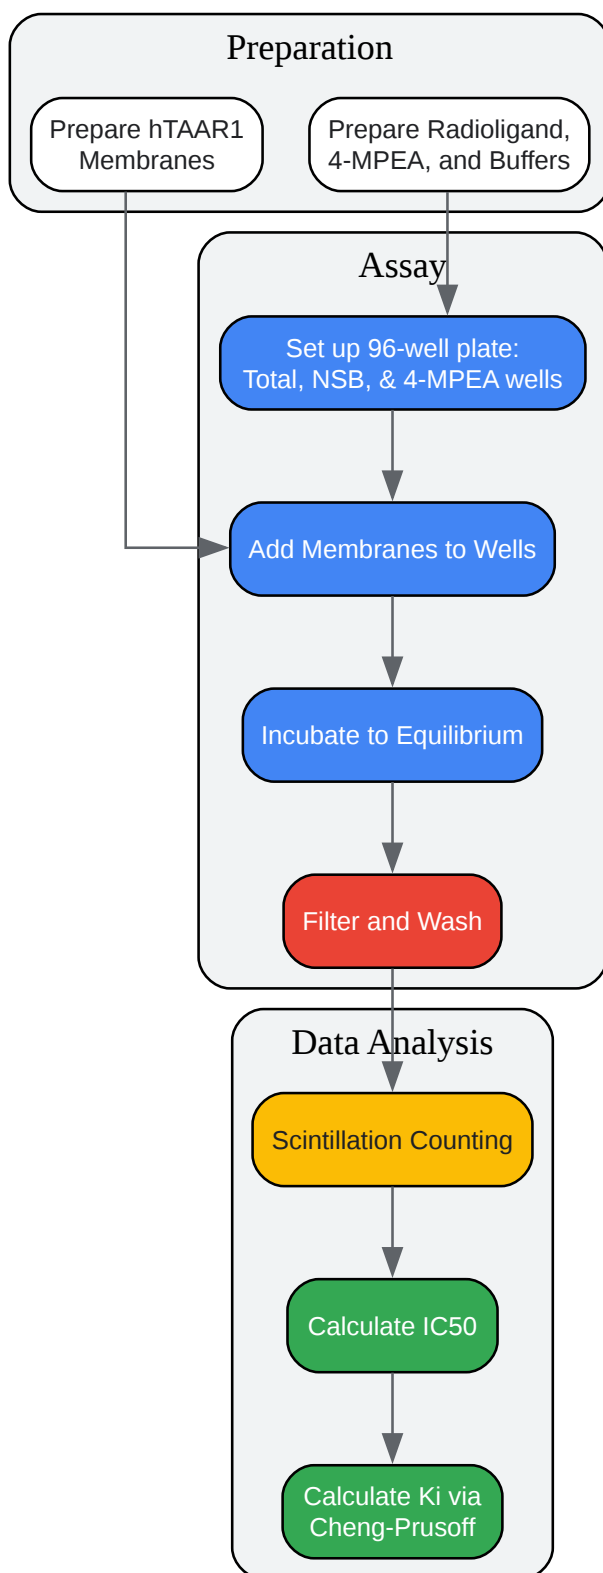 Preparation
Prepare hTAAR1
Membranes
Prepare Radioligand,
4-MPEA, and Buffers
Assay
Set up 96-well plate:
Total, NSB, & 4-MPEA wells
Add Membranes to Wells
Incubate to Equilibrium
Filter and Wash
Data Analysis
Scintillation Counting
Calculate IC50
Calculate Ki via
Cheng-Prusoff